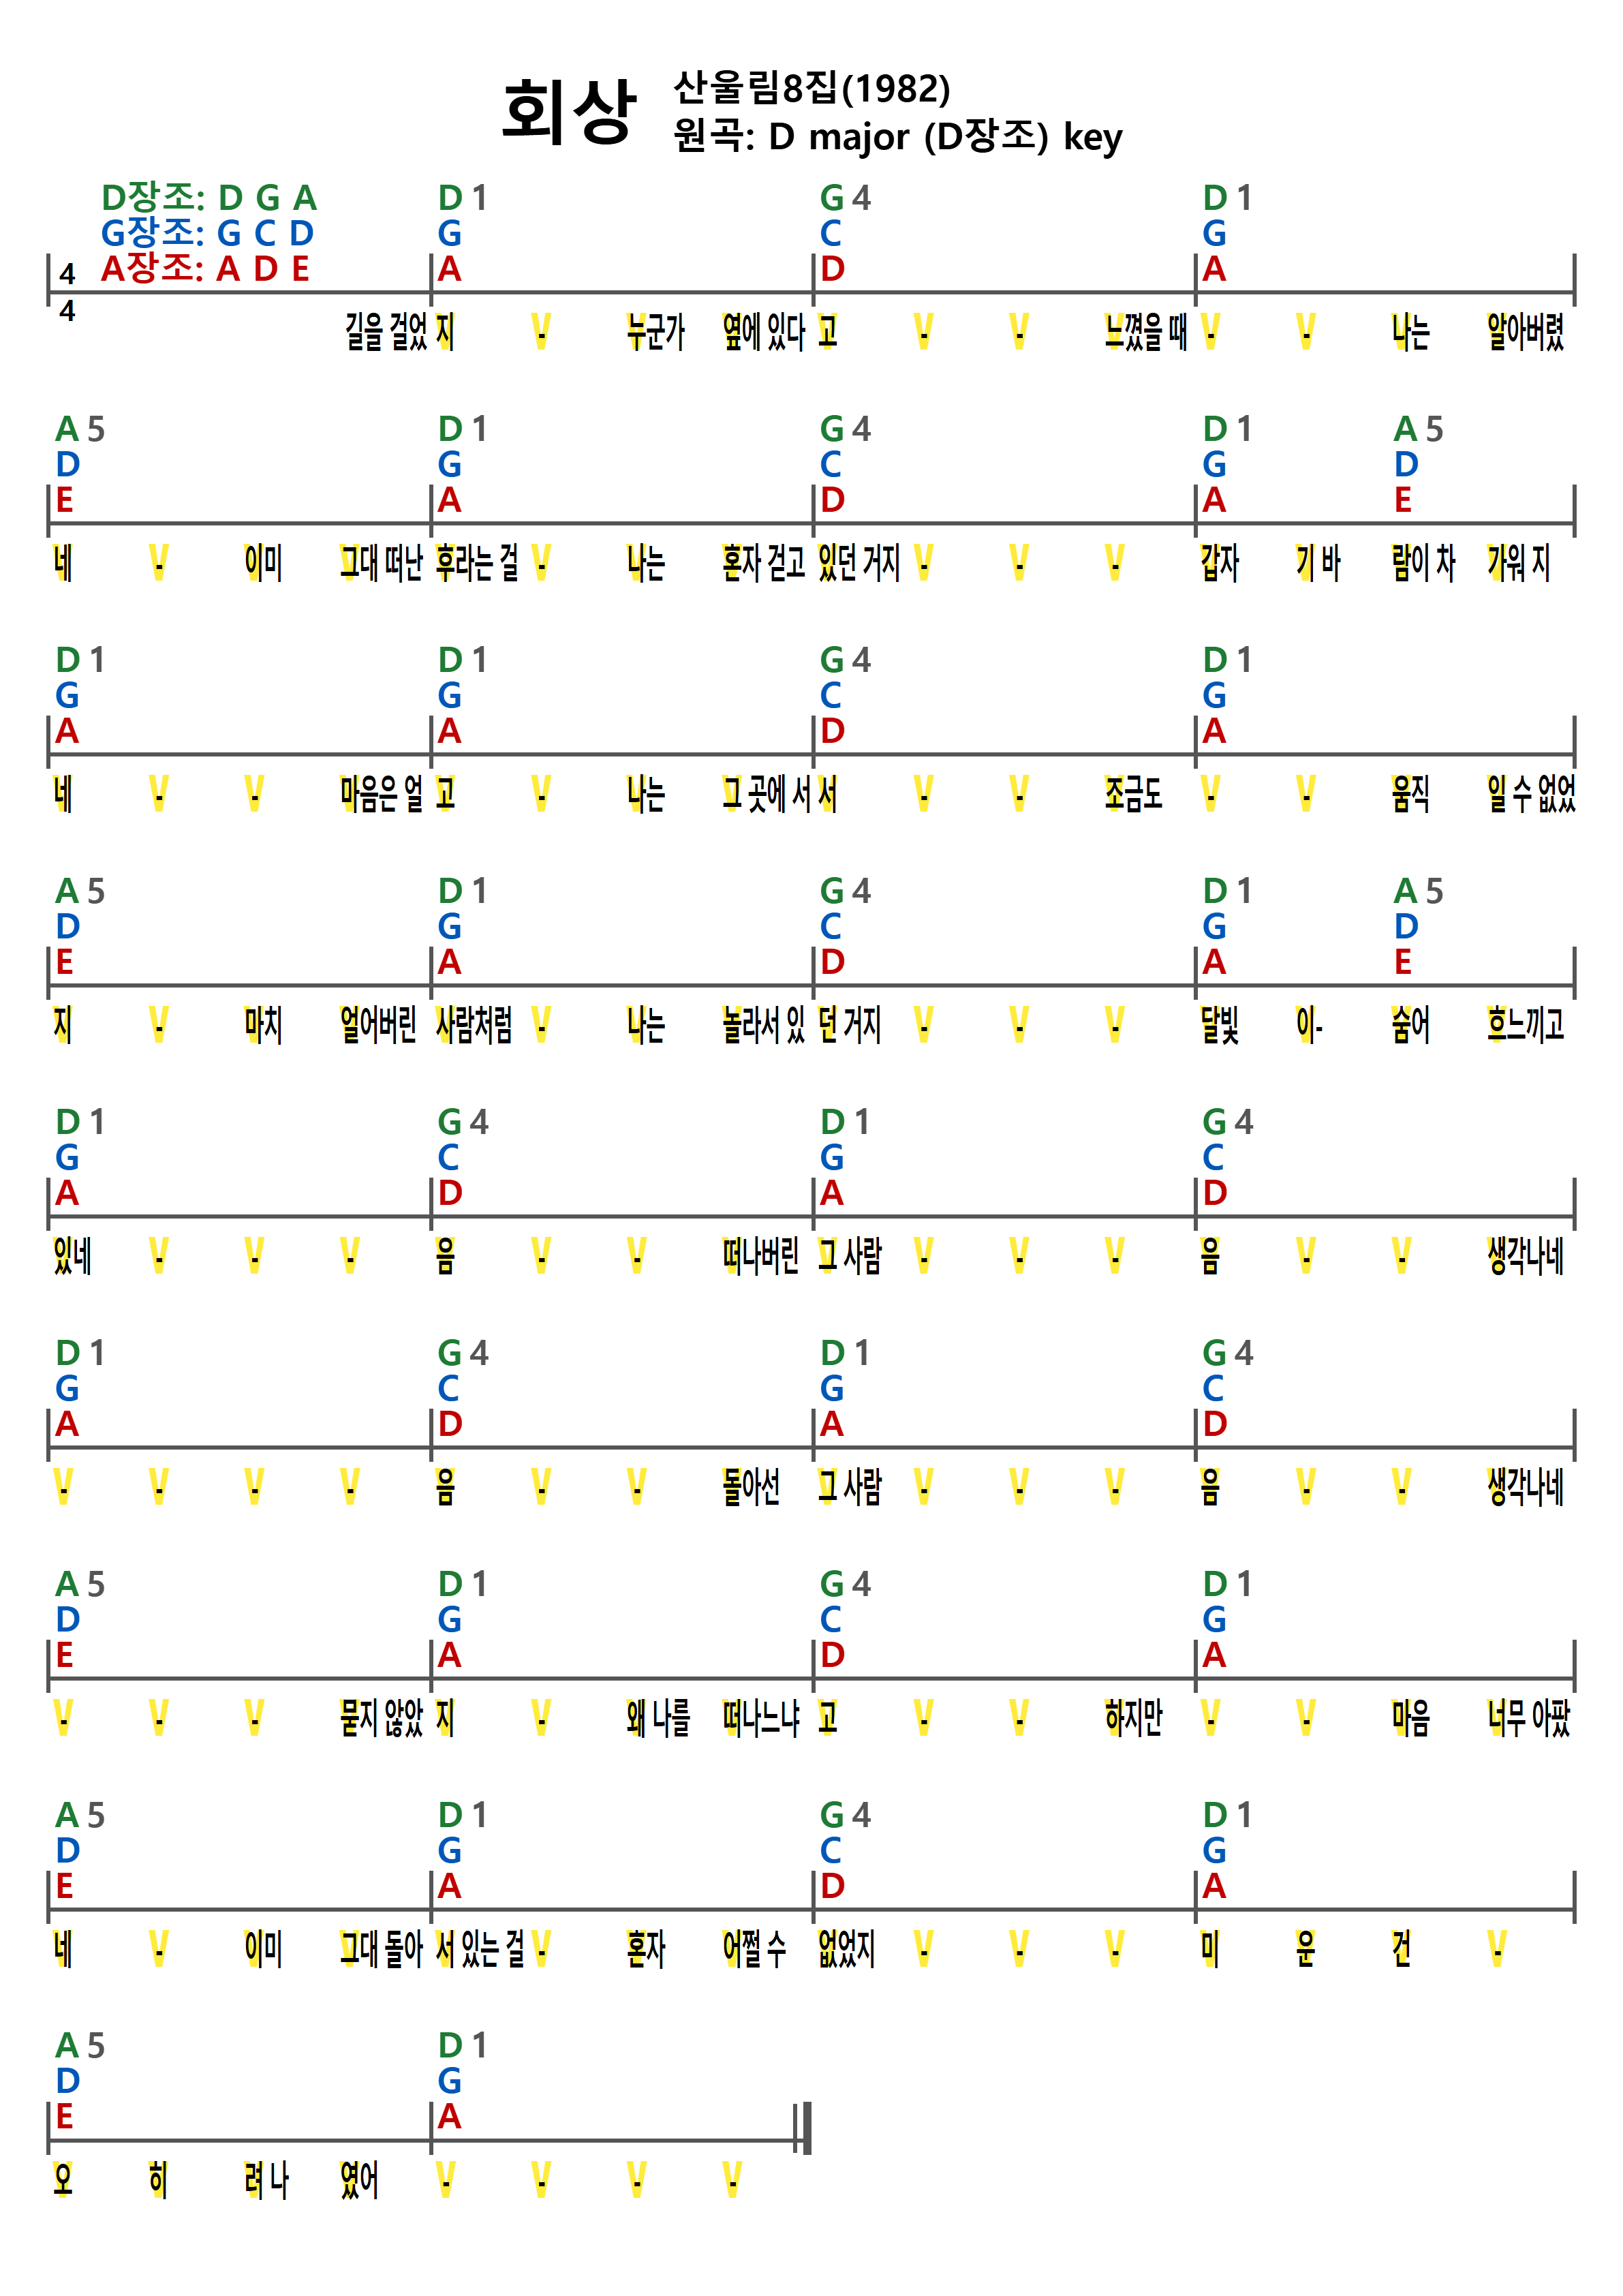 회상
산울림8집(1982)
원곡: D major (D장조) key
D장조: D G A D 1 G 4 D 1
G장조: G C D G C G
A장조: A D E A D A
4
4
길을 걸었 지 - 누군가 옆에 있다 고 - - 느꼈을 때 - - 나는 알아버렸
A 5 D 1 G 4 D 1 A 5
D G C G D
E A D A E
네 - 이미 그대 떠난 후라는 걸 - 나는 혼자 걷고 있던 거지 - - - 갑자 기 바 람이 차 가워 지
D 1 D 1 G 4 D 1
G G C G
A A D A
네 - - 마음은 얼 고 - 나는 그 곳에 서 서 - - 조금도 - - 움직 일 수 없었
A 5 D 1 G 4 D 1 A 5
D G C G D
E A D A E
지 - 마치 얼어버린 사람처럼 - 나는 놀라서 있 던 거지 - - - 달빛 이- 숨어 흐느끼고
D 1 G 4 D 1 G 4
G C G C
A D A D
있네 - - - 음 - - 떠나버린 그 사람 - - - 음 - - 생각나네
D 1 G 4 D 1 G 4
G C G C
A D A D
- - - - 음 - - 돌아선 그 사람 - - - 음 - - 생각나네
A 5 D 1 G 4 D 1
D G C G
E A D A
- - - 묻지 않았 지 - 왜 나를 떠나느냐 고 - - 하지만 - - 마음 너무 아팠
A 5 D 1 G 4 D 1
D G C G
E A D A
네 - 이미 그대 돌아 서 있는 걸 - 혼자 어쩔 수 없었지 - - - 미 운 건 -
A 5 D 1
D G
E A
오 히 려 나 였어 - - - -